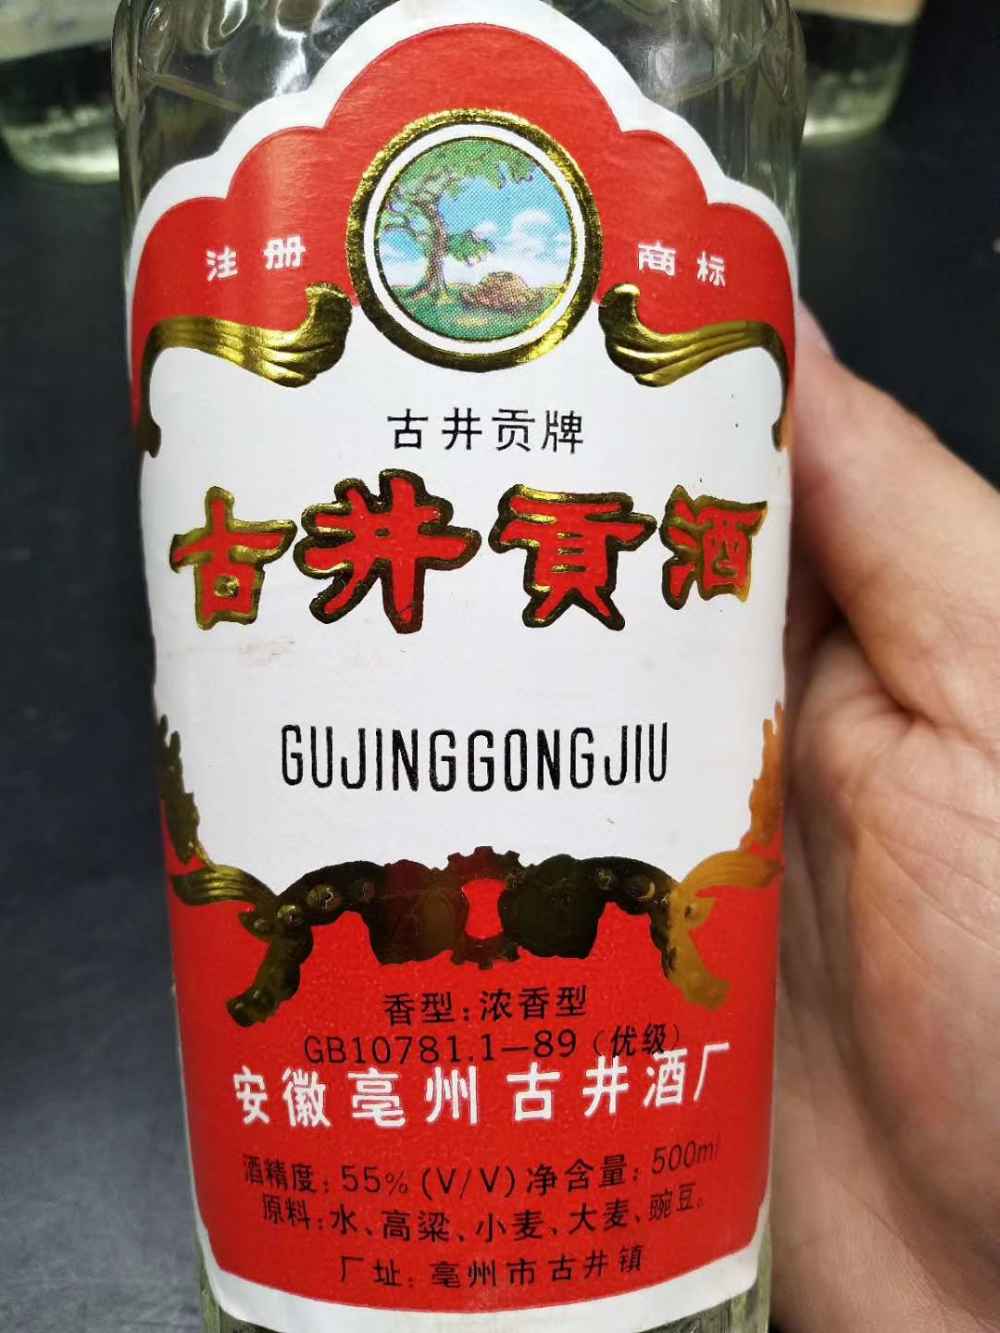 注册 商标
古井贡牌
古井贡酒
GUJINGGONGJIU
香型:浓香型
GB10781.1-89(优级)
安徽亳州古井酒厂
酒精度:55%(V/V)净含量:500ml
原料:水、高粱、小麦、大麦、豌豆。
厂址:亳州市古井镇